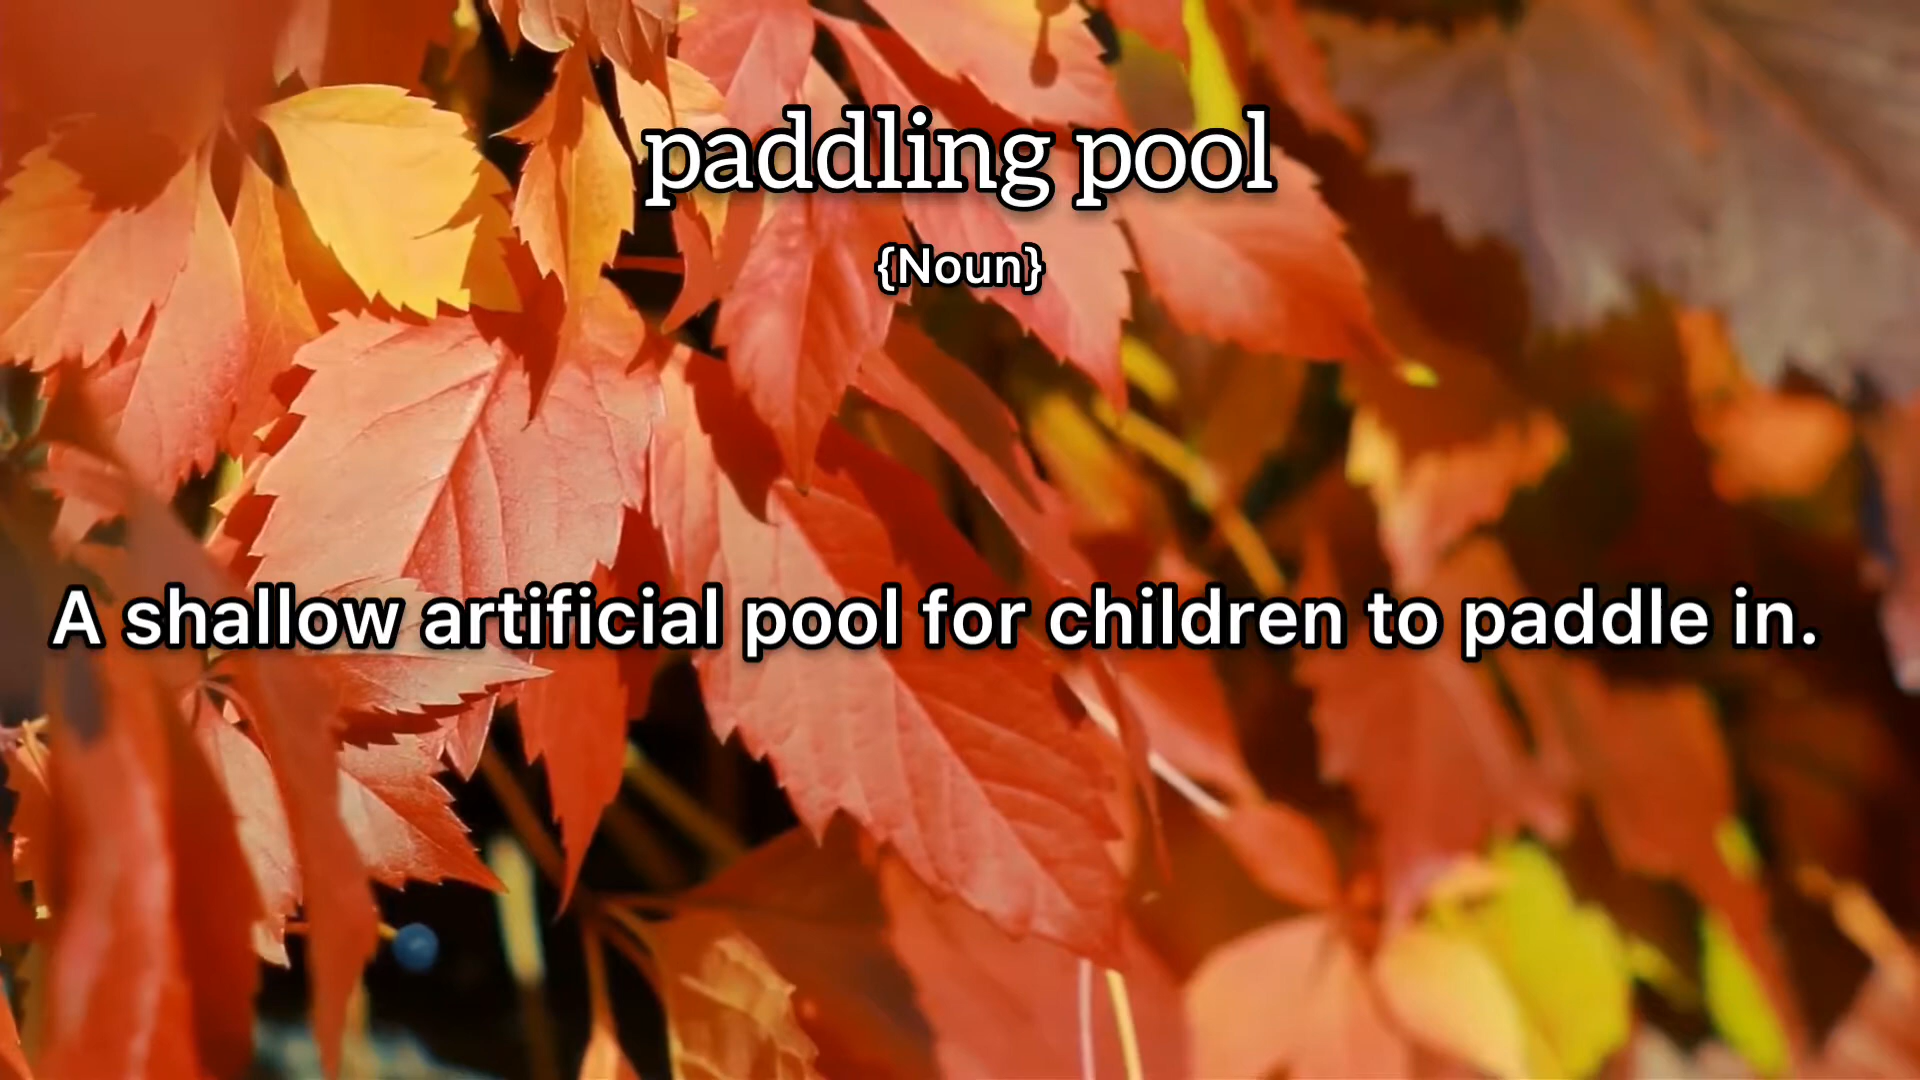 paddling pool
{Noun}
A shallow artificial pool for children to paddle in.